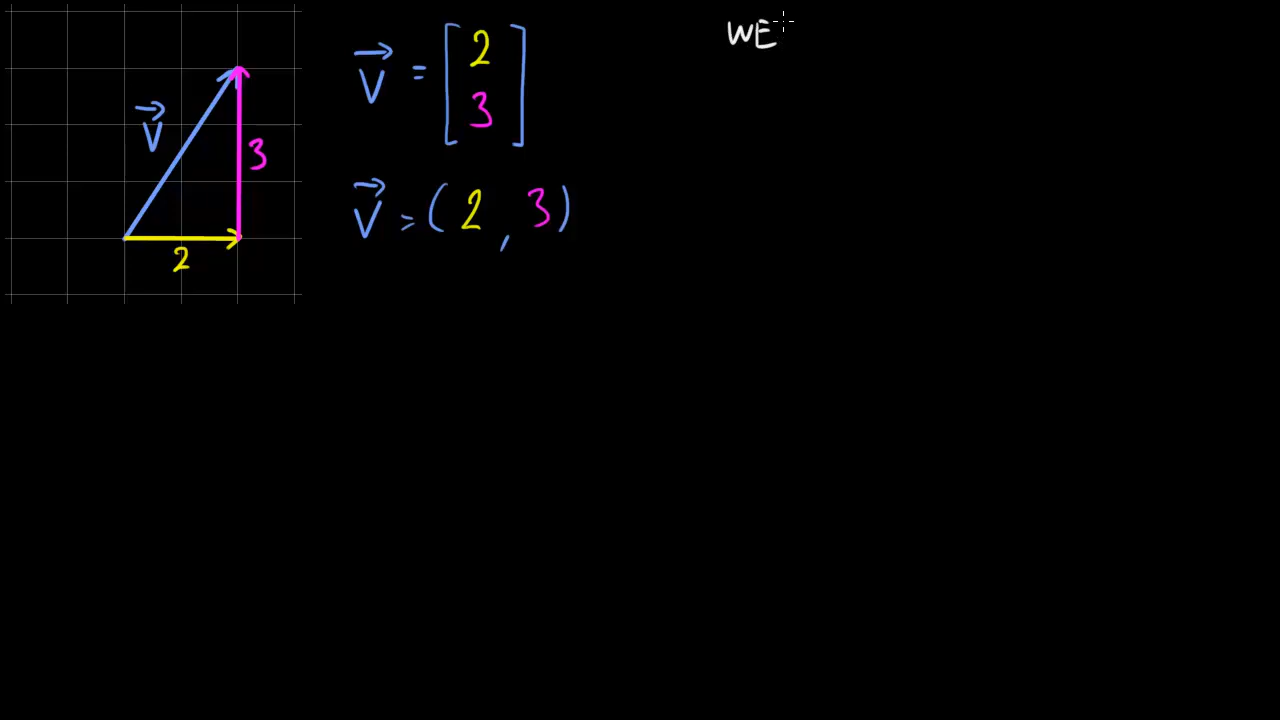 WE
V⃗ = [2
3]
V⃗ = (2, 3)
V⃗
3
2